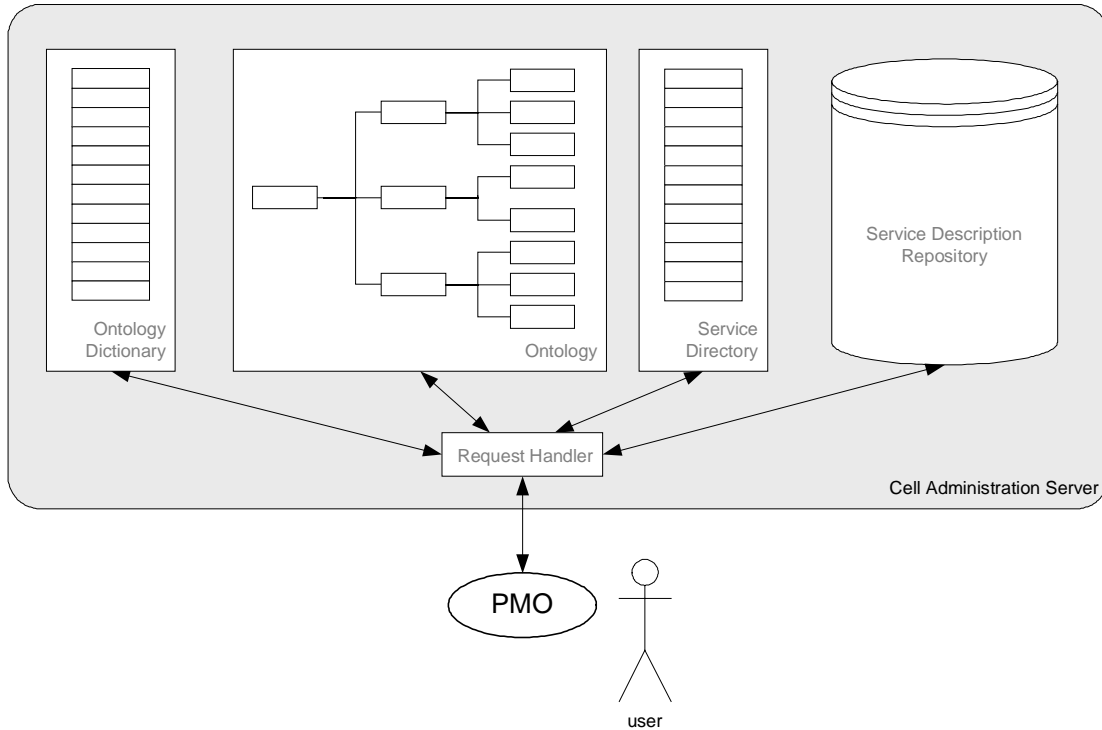 Ontology
Dictionary
Ontology
Service
Directory
Service Description
Repository
Request Handler
Cell Administration Server
PMO
user